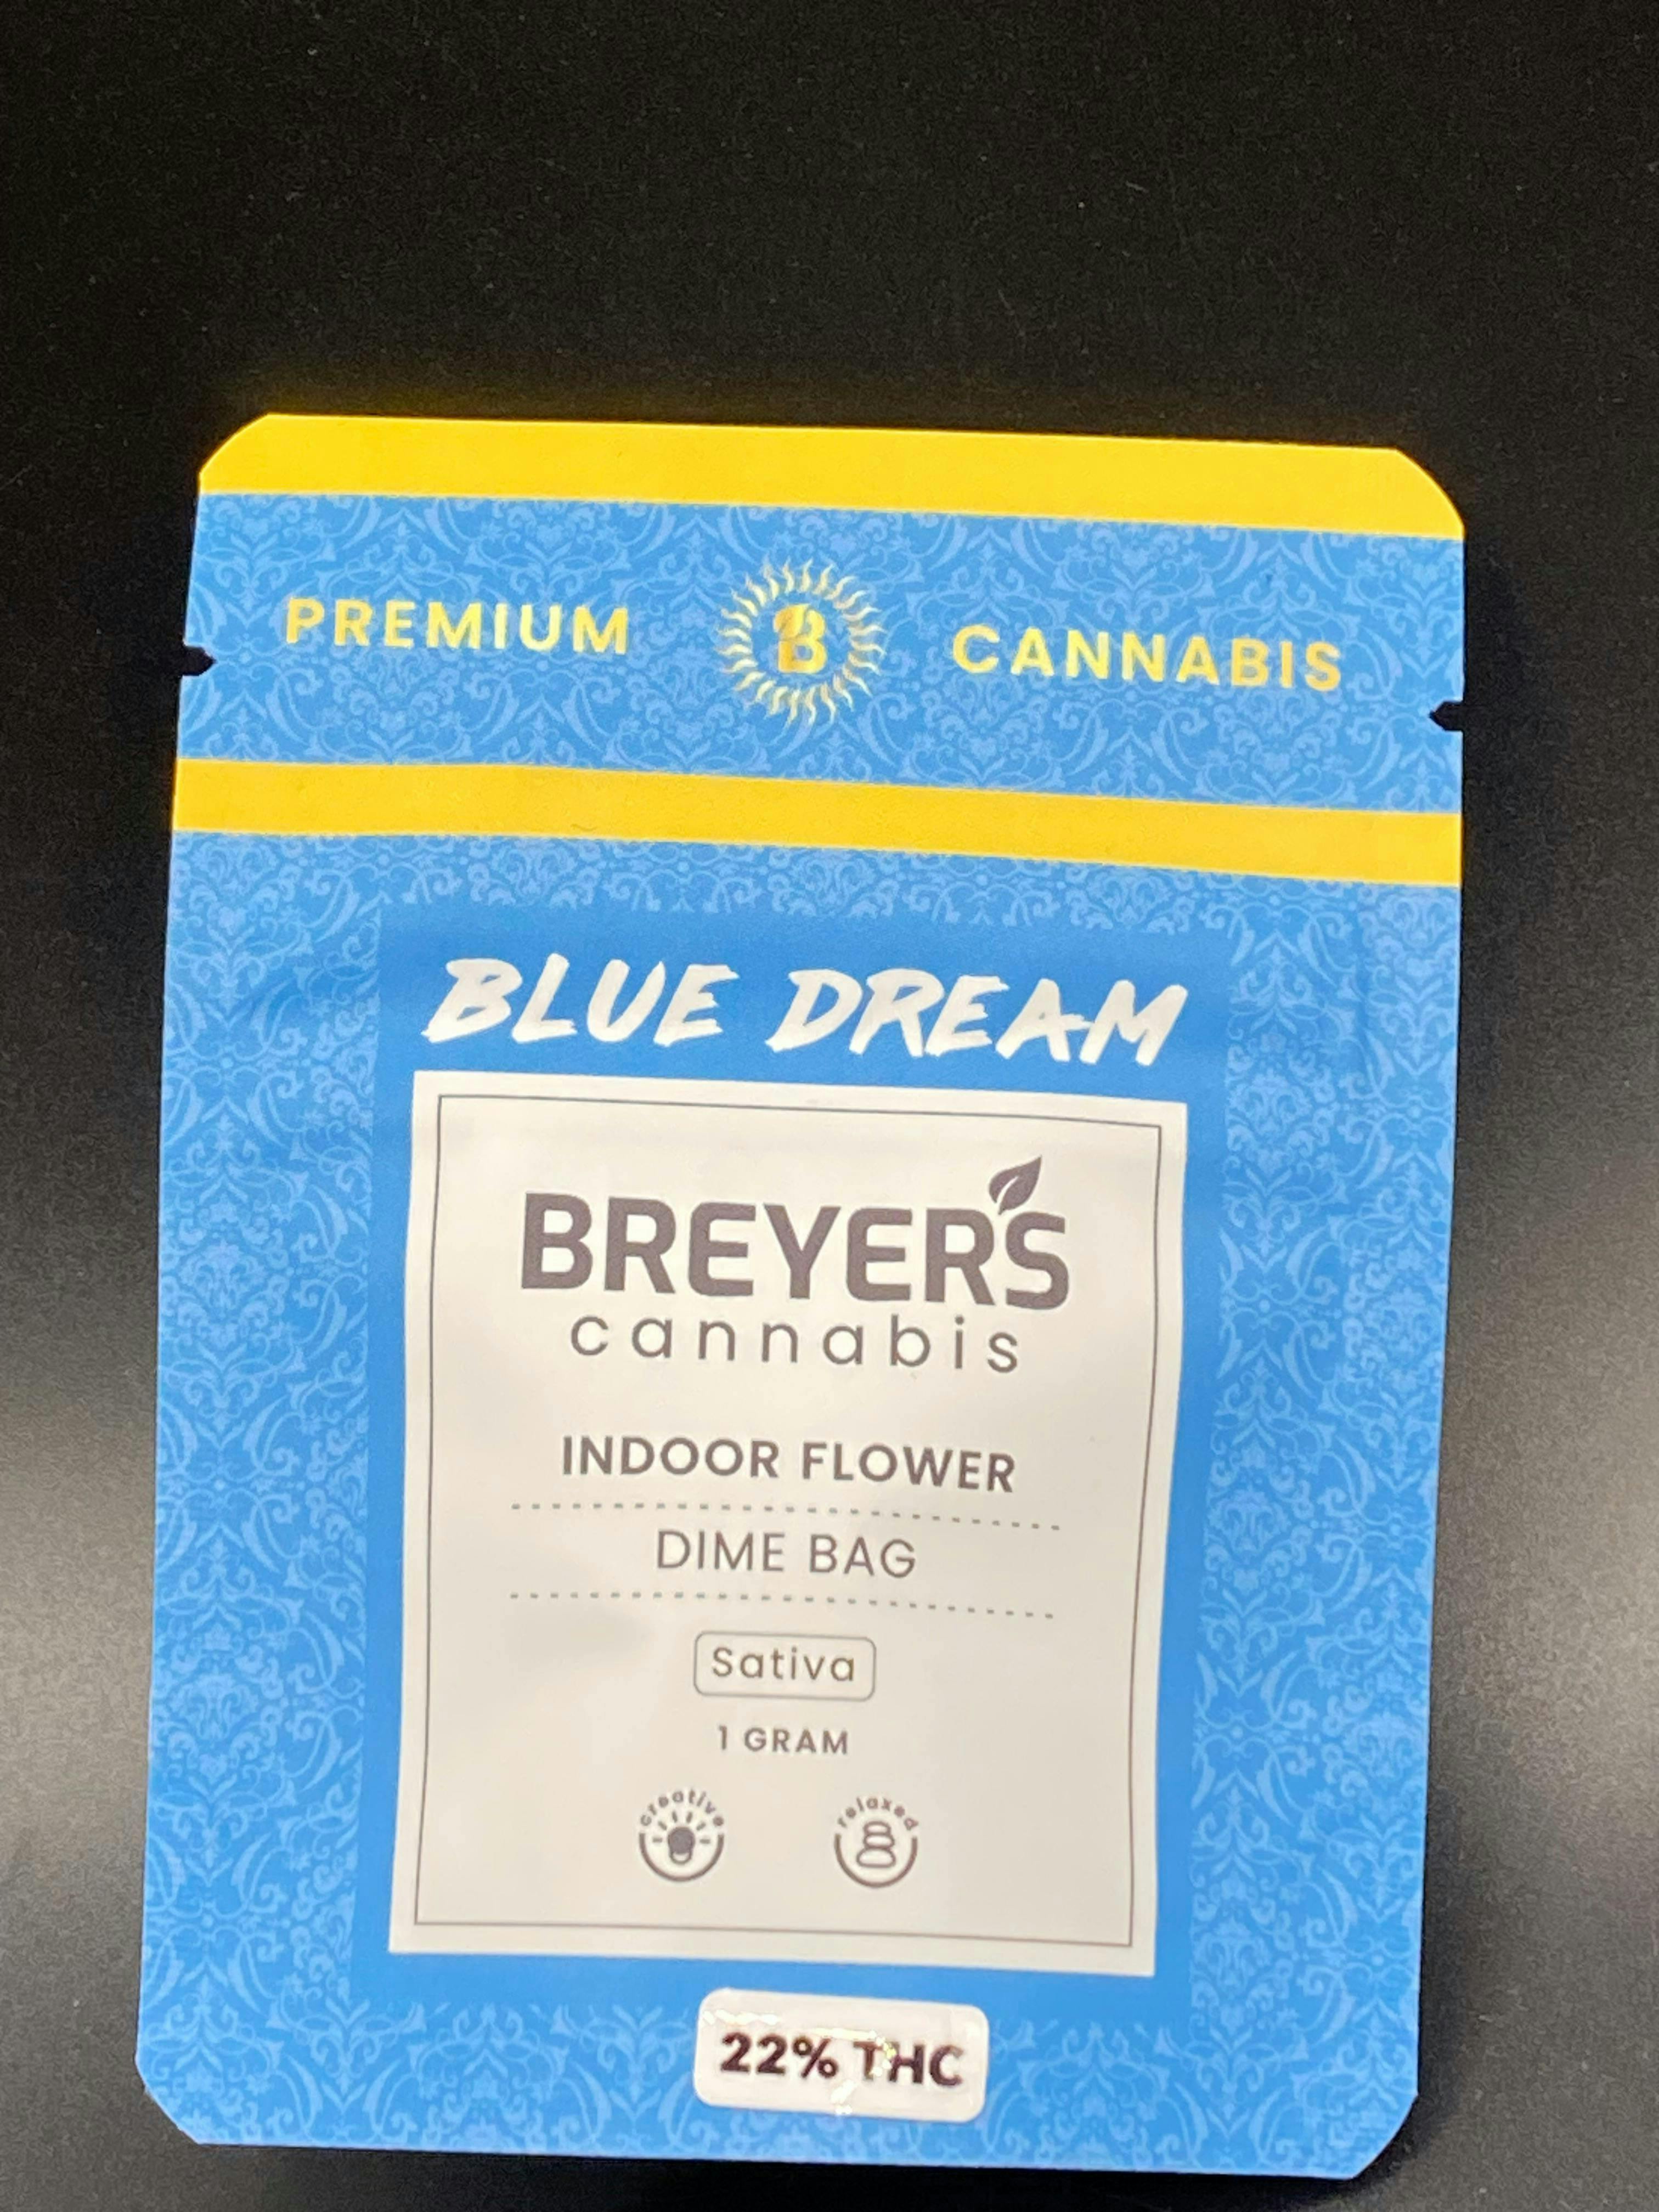 PREMIUM B CANNABIS
BLUE DREAM
BREYER'S
cannabis
INDOOR FLOWER
DIME BAG
Sativa
1 GRAM
creative relaxed
22% THC